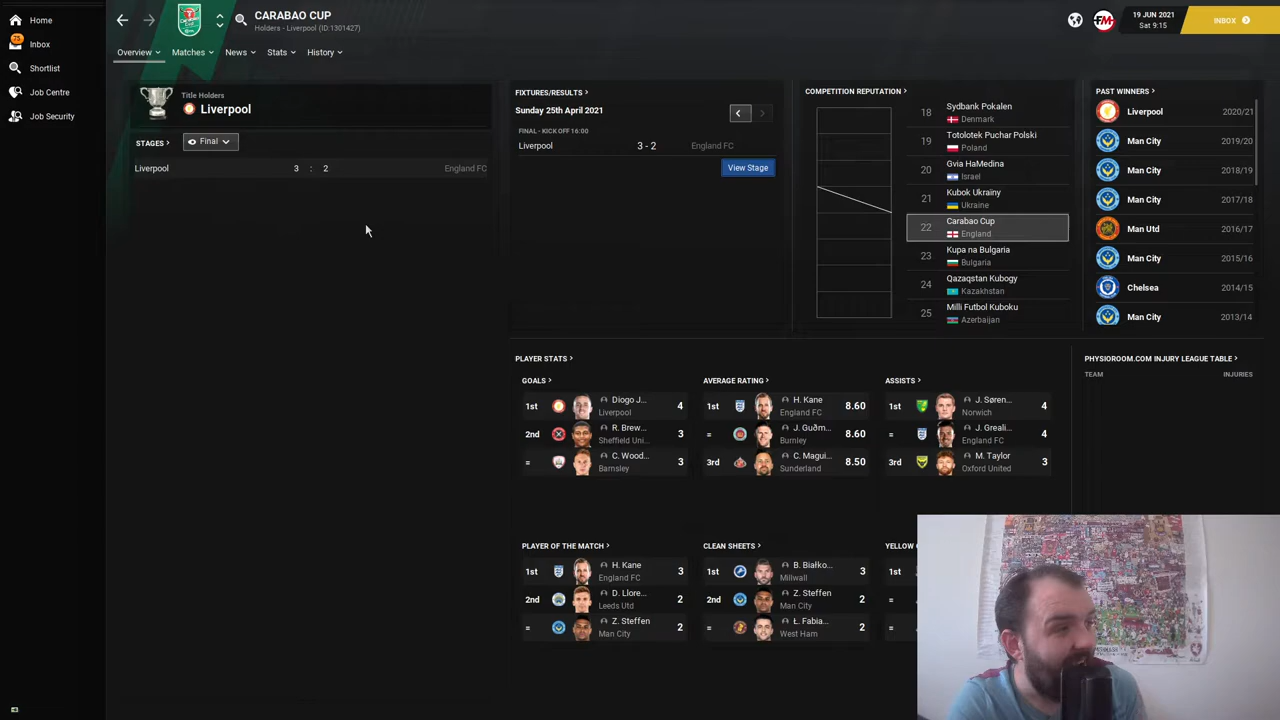 Home
Inbox
75
Shortlist
Job Centre
Job Security
CARABAO CUP
Holders - Liverpool (ID:1301427)
19 JUN 2021
Sat 9:15
INBOX
Overview
Matches
News
Stats
History
Title Holders
Liverpool
STAGES
Final
Liverpool 3 : 2 England FC
FIXTURES/RESULTS
Sunday 25th April 2021
FINAL - KICK OFF 16:00
Liverpool 3 - 2 England FC
View Stage
COMPETITION REPUTATION
18 Sydbank Pokalen
Denmark
19 Totolotek Puchar Polski
Poland
20 Gvia HaMedina
Israel
21 Kubok Ukrainy
Ukraine
22 Carabao Cup
England
23 Kupa na Bulgaria
Bulgaria
24 Qazaqstan Kubogy
Kazakhstan
25 Milli Futbol Kuboku
Azerbaijan
PAST WINNERS
Liverpool 2020/21
Man City 2019/20
Man City 2018/19
Man City 2017/18
Man Utd 2016/17
Man City 2015/16
Chelsea 2014/15
Man City 2013/14
PLAYER STATS
GOALS
1st Diogo J... 4
Liverpool
2nd R. Brew... 3
Sheffield Uni...
= C. Wood... 3
Barnsley
AVERAGE RATING
1st H. Kane 8.60
England FC
= J. Guðm... 8.60
Burnley
3rd C. Magui... 8.50
Sunderland
ASSISTS
1st J. Søren... 4
Norwich
= J. Greali... 4
England FC
3rd M. Taylor 3
Oxford United
PHYSIOROOM.COM INJURY LEAGUE TABLE
TEAM INJURIES
PLAYER OF THE MATCH
1st H. Kane 3
England FC
2nd D. Llore... 2
Leeds Utd
= Z. Steffen 2
Man City
CLEAN SHEETS
1st B. Białko... 3
Millwall
2nd Z. Steffen 2
Man City
= Ł. Fabia... 2
West Ham
YELLOW
1st
2nd
=